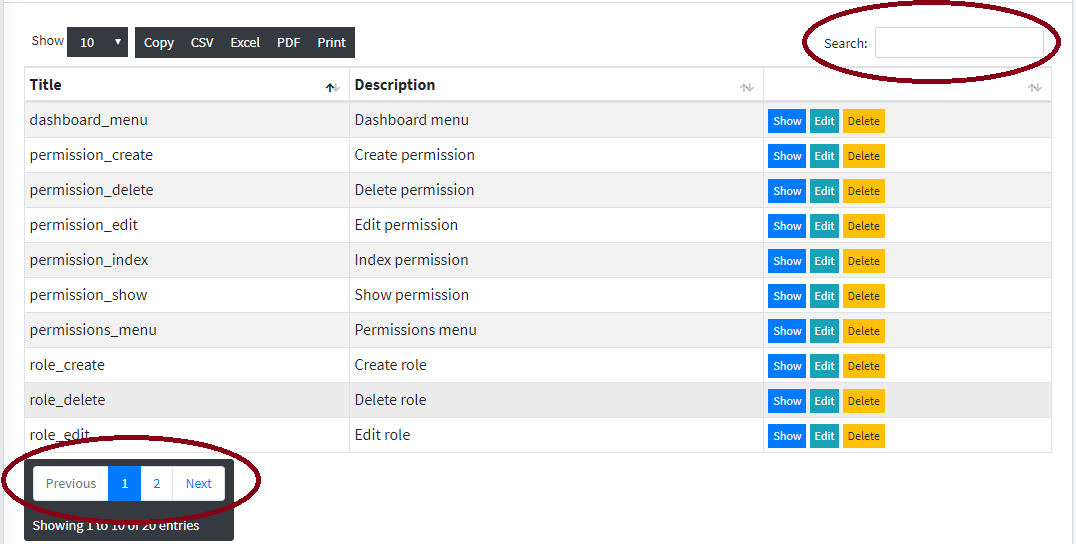 Show 10 Copy CSV Excel PDF Print Search:
Title Description
dashboard_menu Dashboard menu Show Edit Delete
permission_create Create permission Show Edit Delete
permission_delete Delete permission Show Edit Delete
permission_edit Edit permission Show Edit Delete
permission_index Index permission Show Edit Delete
permission_show Show permission Show Edit Delete
permissions_menu Permissions menu Show Edit Delete
role_create Create role Show Edit Delete
role_delete Delete role Show Edit Delete
role_edit Edit role Show Edit Delete
Previous 1 2 Next
Showing 1 to 10 of 20 entries